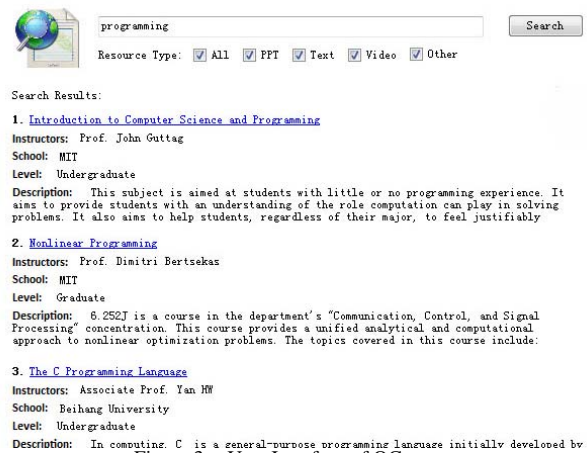 programming
Search
Resource Type: All PPT Text Video Other
Search Results:
1. Introduction to Computer Science and Programming
Instructors: Prof. John Guttag
School: MIT
Level: Undergraduate
Description: This subject is aimed at students with little or no programming experience. It
aims to provide students with an understanding of the role computation can play in solving
problems. It also aims to help students, regardless of their major, to feel justifiably
2. Nonlinear Programming
Instructors: Prof. Dimitri Bertsekas
School: MIT
Level: Graduate
Description: 6.252J is a course in the department's "Communication, Control, and Signal
Processing" concentration. This course provides a unified analytical and computational
approach to nonlinear optimization problems. The topics covered in this course include:
3. The C Programming Language
Instructors: Associate Prof. Yan HW
School: Beihang University
Level: Undergraduate
Description: In computing, C is a general-purpose programming language initially developed by